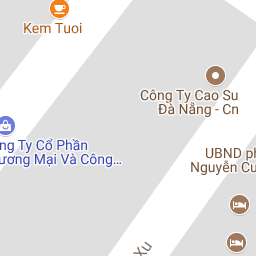 Kem Tuoi
Công Ty Cao Su
Đà Nẵng - Cn
ng Ty Cổ Phần
ương Mại Và Công...
UBND ph
Nguyễn Cu
Xu